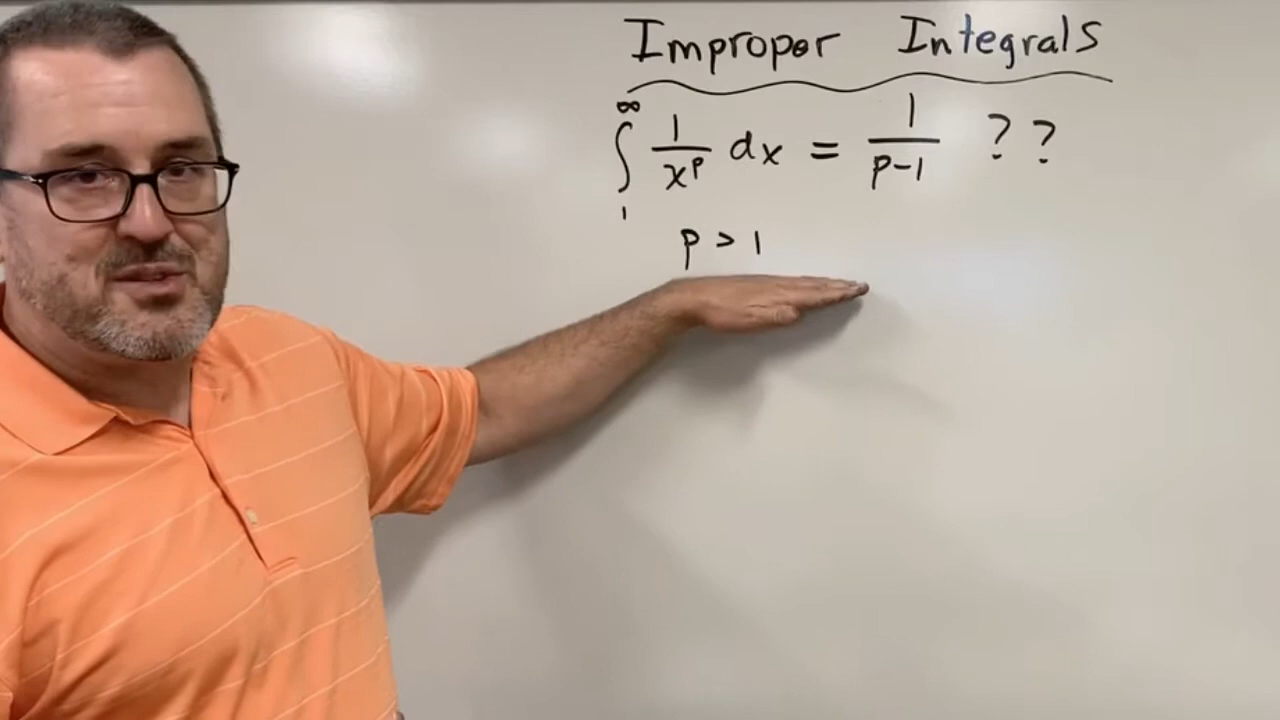 Improper Integrals
∫₁^∞ 1/x^p dx = 1/(p-1) ??
p > 1